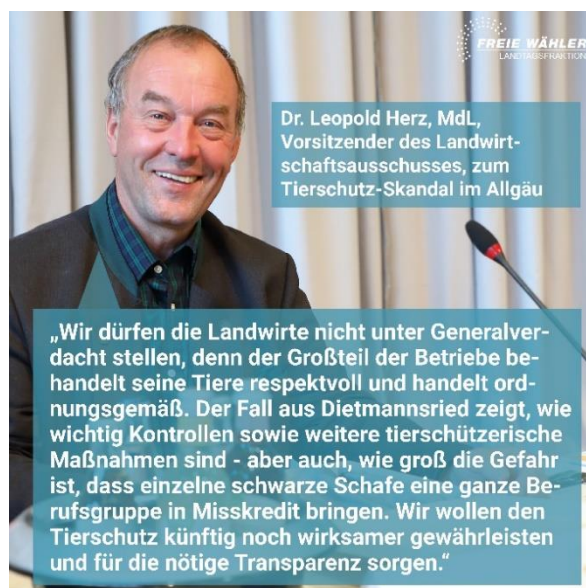 FREIE WÄHLER
LANDTAGSFRAKTION
Dr. Leopold Herz, MdL,
Vorsitzender des Landwirt-
schaftsausschusses, zum
Tierschutz-Skandal im Allgäu
„Wir dürfen die Landwirte nicht unter Generalver-
dacht stellen, denn der Großteil der Betriebe be-
handelt seine Tiere respektvoll und handelt ord-
nungsgemäß. Der Fall aus Dietmannsried zeigt, wie
wichtig Kontrollen sowie weitere tierschützerische
Maßnahmen sind - aber auch, wie groß die Gefahr
ist, dass einzelne schwarze Schafe eine ganze Be-
rufsgruppe in Misskredit bringen. Wir wollen den
Tierschutz künftig noch wirksamer gewährleisten
und für die nötige Transparenz sorgen.“